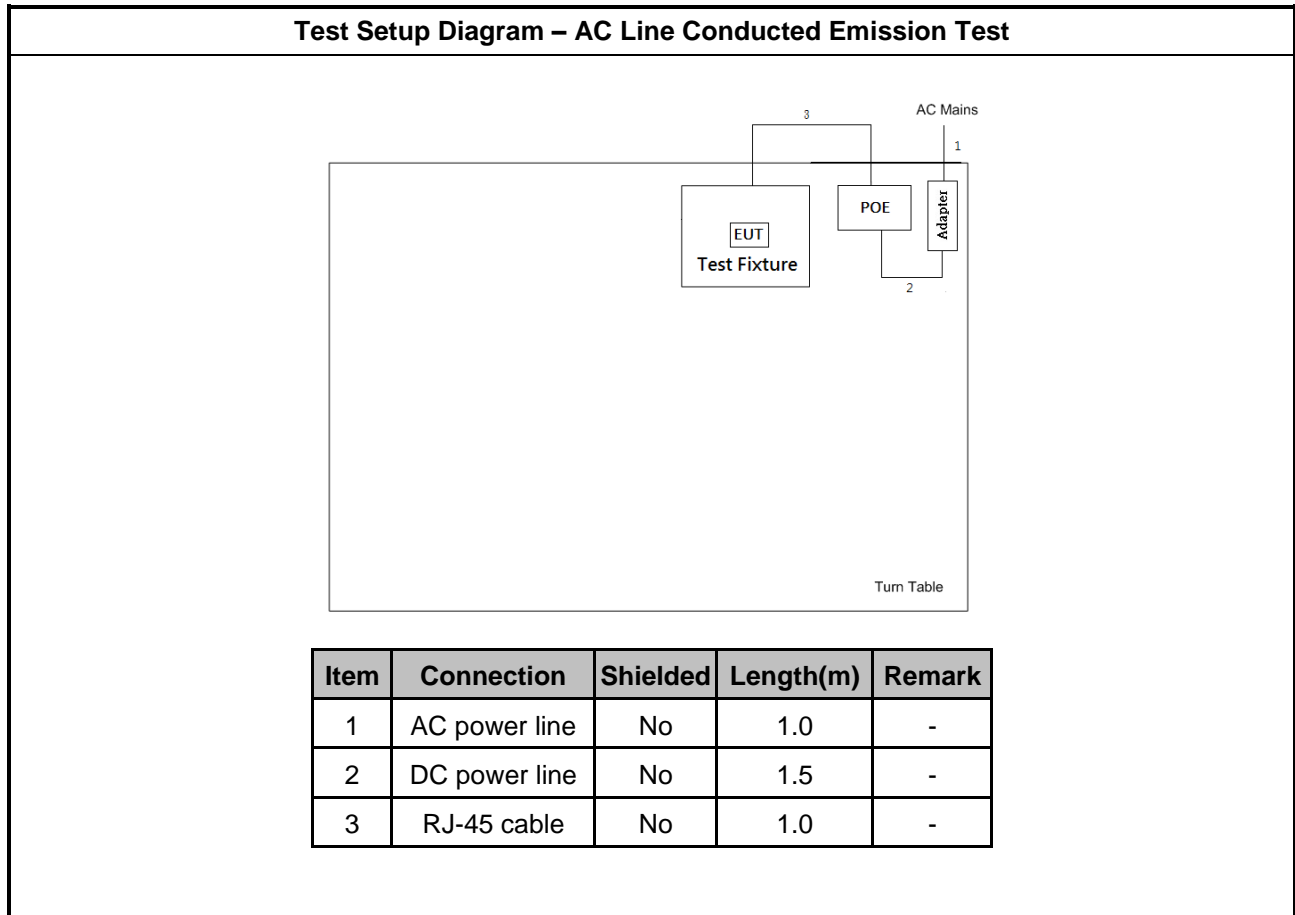 Test Setup Diagram – AC Line Conducted Emission Test
3
AC Mains
1
POE
Adapter
EUT
Test Fixture
2
Turn Table
Item Connection Shielded Length(m) Remark
1 AC power line No 1.0 -
2 DC power line No 1.5 -
3 RJ-45 cable No 1.0 -